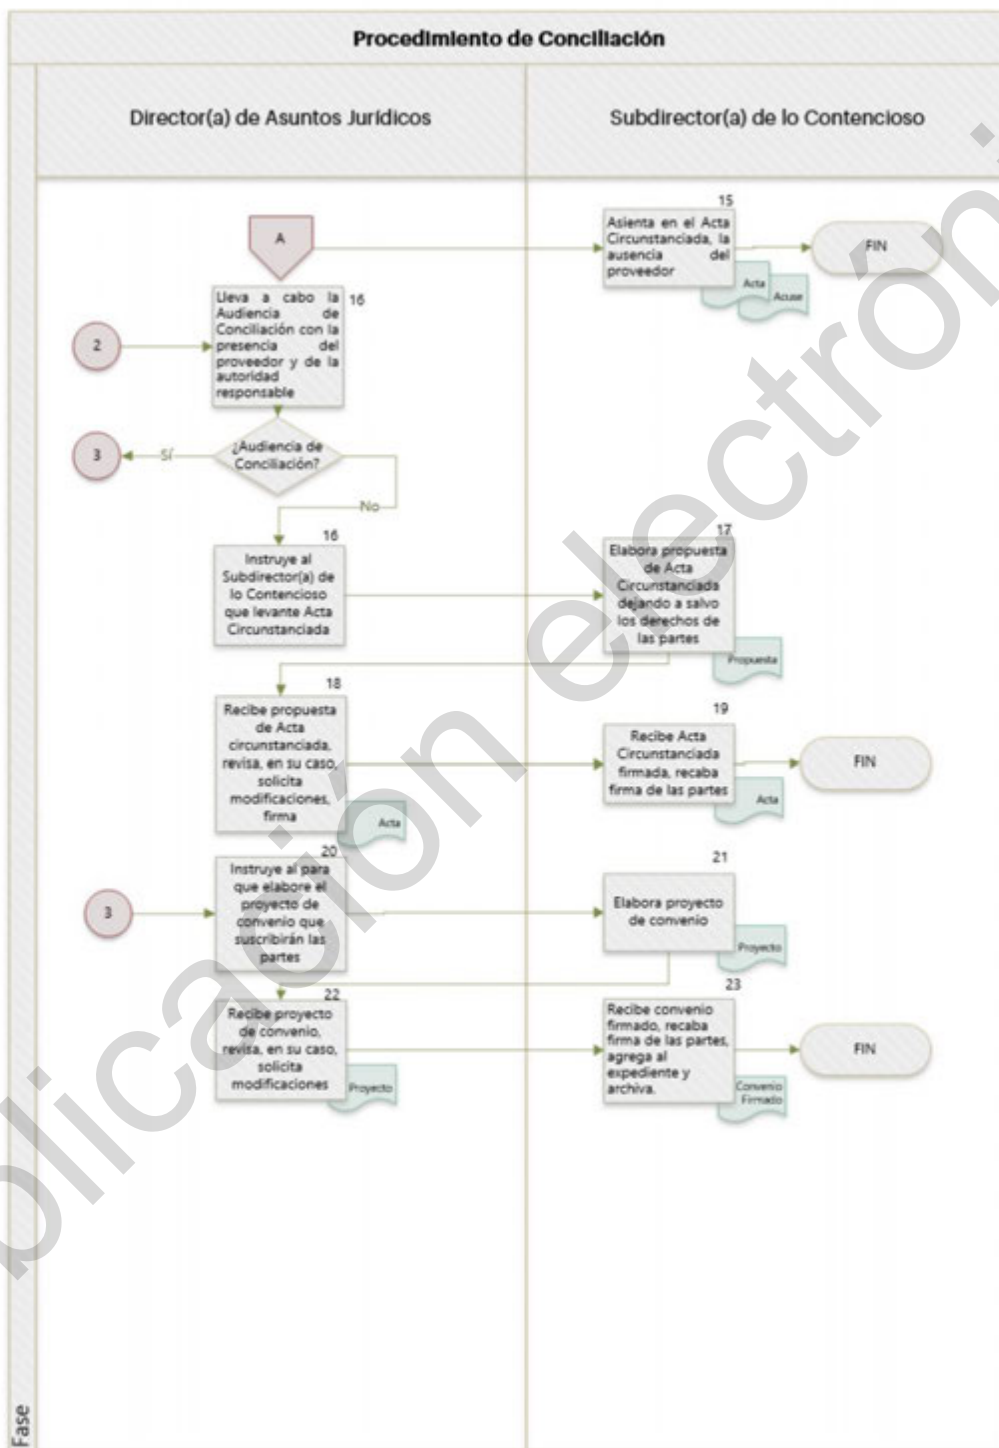 Procedimiento de Conciliación
Director(a) de Asuntos Jurídicos
Subdirector(a) de lo Contencioso
A
15
Asienta en el Acta
Circunstanciada, la
ausencia del
proveedor
Acta
Acuse
FIN
2
16
Lleva a cabo la
Audiencia de
Conciliación con la
presencia del
proveedor y de la
autoridad
responsable
3
Sí
¿Audiencia de
Conciliación?
No
16
Instruye al
Subdirector(a) de
lo Contencioso
que levante Acta
Circunstanciada
17
Elabora propuesta
de Acta
Circunstanciada
dejando a salvo
los derechos de
las partes
Propuesta
18
Recibe propuesta
de Acta
circunstanciada,
revisa, en su caso,
solicita
modificaciones,
firma
Acta
19
Recibe Acta
Circunstanciada
firmada, recaba
firma de las partes
Acta
FIN
3
20
Instruye al para
que elabore el
proyecto de
convenio que
suscribirán las
partes
21
Elabora proyecto
de convenio
Proyecto
22
Recibe proyecto
de convenio,
revisa, en su caso,
solicita
modificaciones
Proyecto
23
Recibe convenio
firmado, recaba
firma de las partes,
agrega al
expediente y
archiva.
Convenio
Firmado
FIN
Fase
plicación electróni